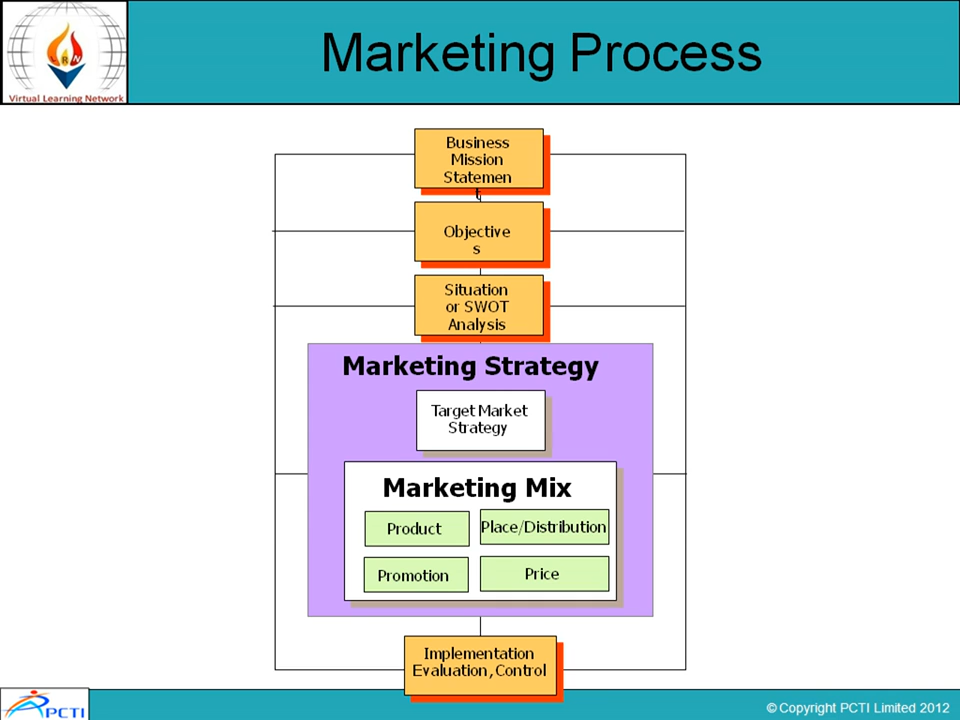 Marketing Process
RN
Virtual Learning Network
Business
Mission
Statemen
t
Objective
s
Situation
or SWOT
Analysis
Marketing Strategy
Target Market
Strategy
Marketing Mix
Product
Place/Distribution
Promotion
Price
Implementation
Evaluation, Control
PCTI
© Copyright PCTI Limited 2012